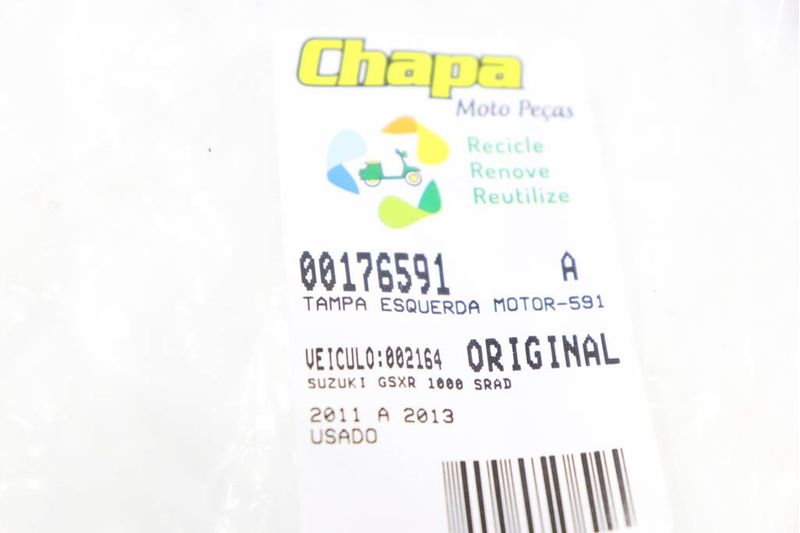 Chapa
Moto Peças
Recicle
Renove
Reutilize
00176591 A
TAMPA ESQUERDA MOTOR-591
VEICULO:002164 ORIGINAL
SUZUKI GSXR 1000 SRAD
2011 A 2013
USADO